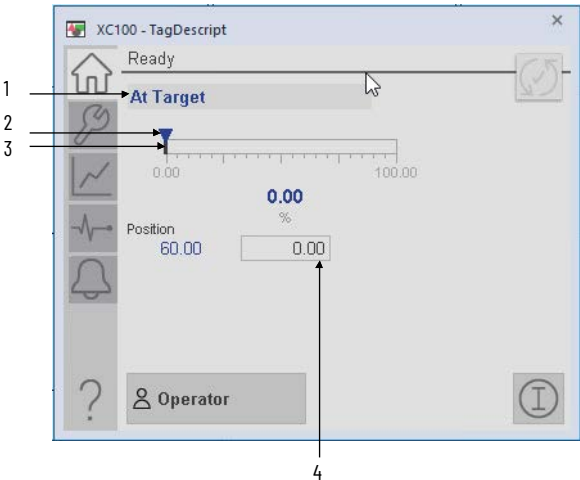 XC100 - TagDescript
Ready
1
At Target
2
3
0.00 100.00
0.00
%
Position
60.00 0.00
?
Operator
4